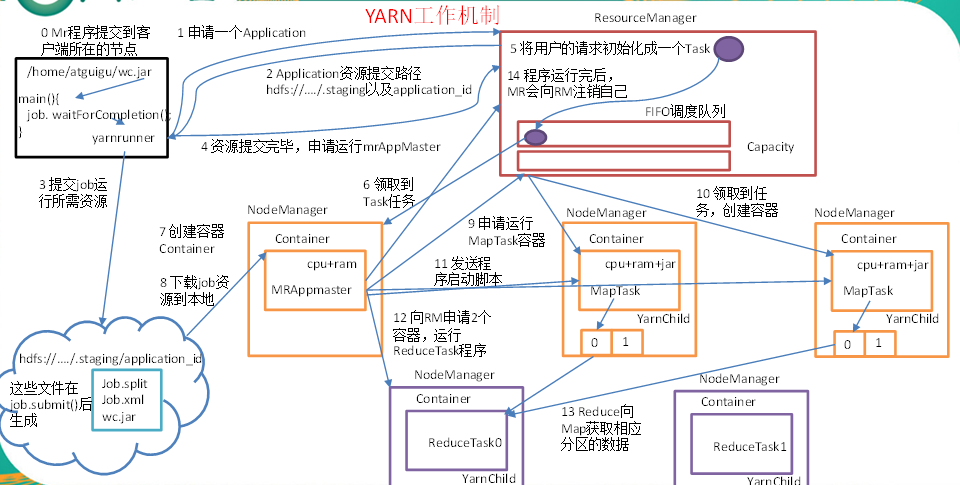 YARN工作机制
ResourceManager
0 Mr程序提交到客
户端所在的节点
1 申请一个Application
/home/atguigu/wc.jar
main(){
job. waitForCompletion();
}
yarnrunner
2 Application资源提交路径
hdfs://..../.staging以及application_id
5 将用户的请求初始化成一个Task
14 程序运行完后，
MR会向RM注销自己
FIFO调度队列
Capacity
4 资源提交完毕，申请运行mrAppMaster
3 提交job运
行所需资源
6 领取到
Task任务
10 领取到任
务，创建容器
7 创建容器
Container
8 下载job资
源到本地
NodeManager
Container
cpu+ram
MRAppmaster
9 申请运行
MapTask容器
11 发送程
序启动脚本
NodeManager
Container
cpu+ram+jar
MapTask
YarnChild
0
1
NodeManager
Container
cpu+ram+jar
MapTask
YarnChild
0
1
12 向RM申请2个
容器，运行
ReduceTask程序
hdfs://..../.staging/application_id
这些文件在
job.submit()后
生成
Job.split
Job.xml
wc.jar
NodeManager
Container
ReduceTask0
YarnChild
13 Reduce向
Map获取相应
分区的数据
NodeManager
Container
ReduceTask1
YarnChild